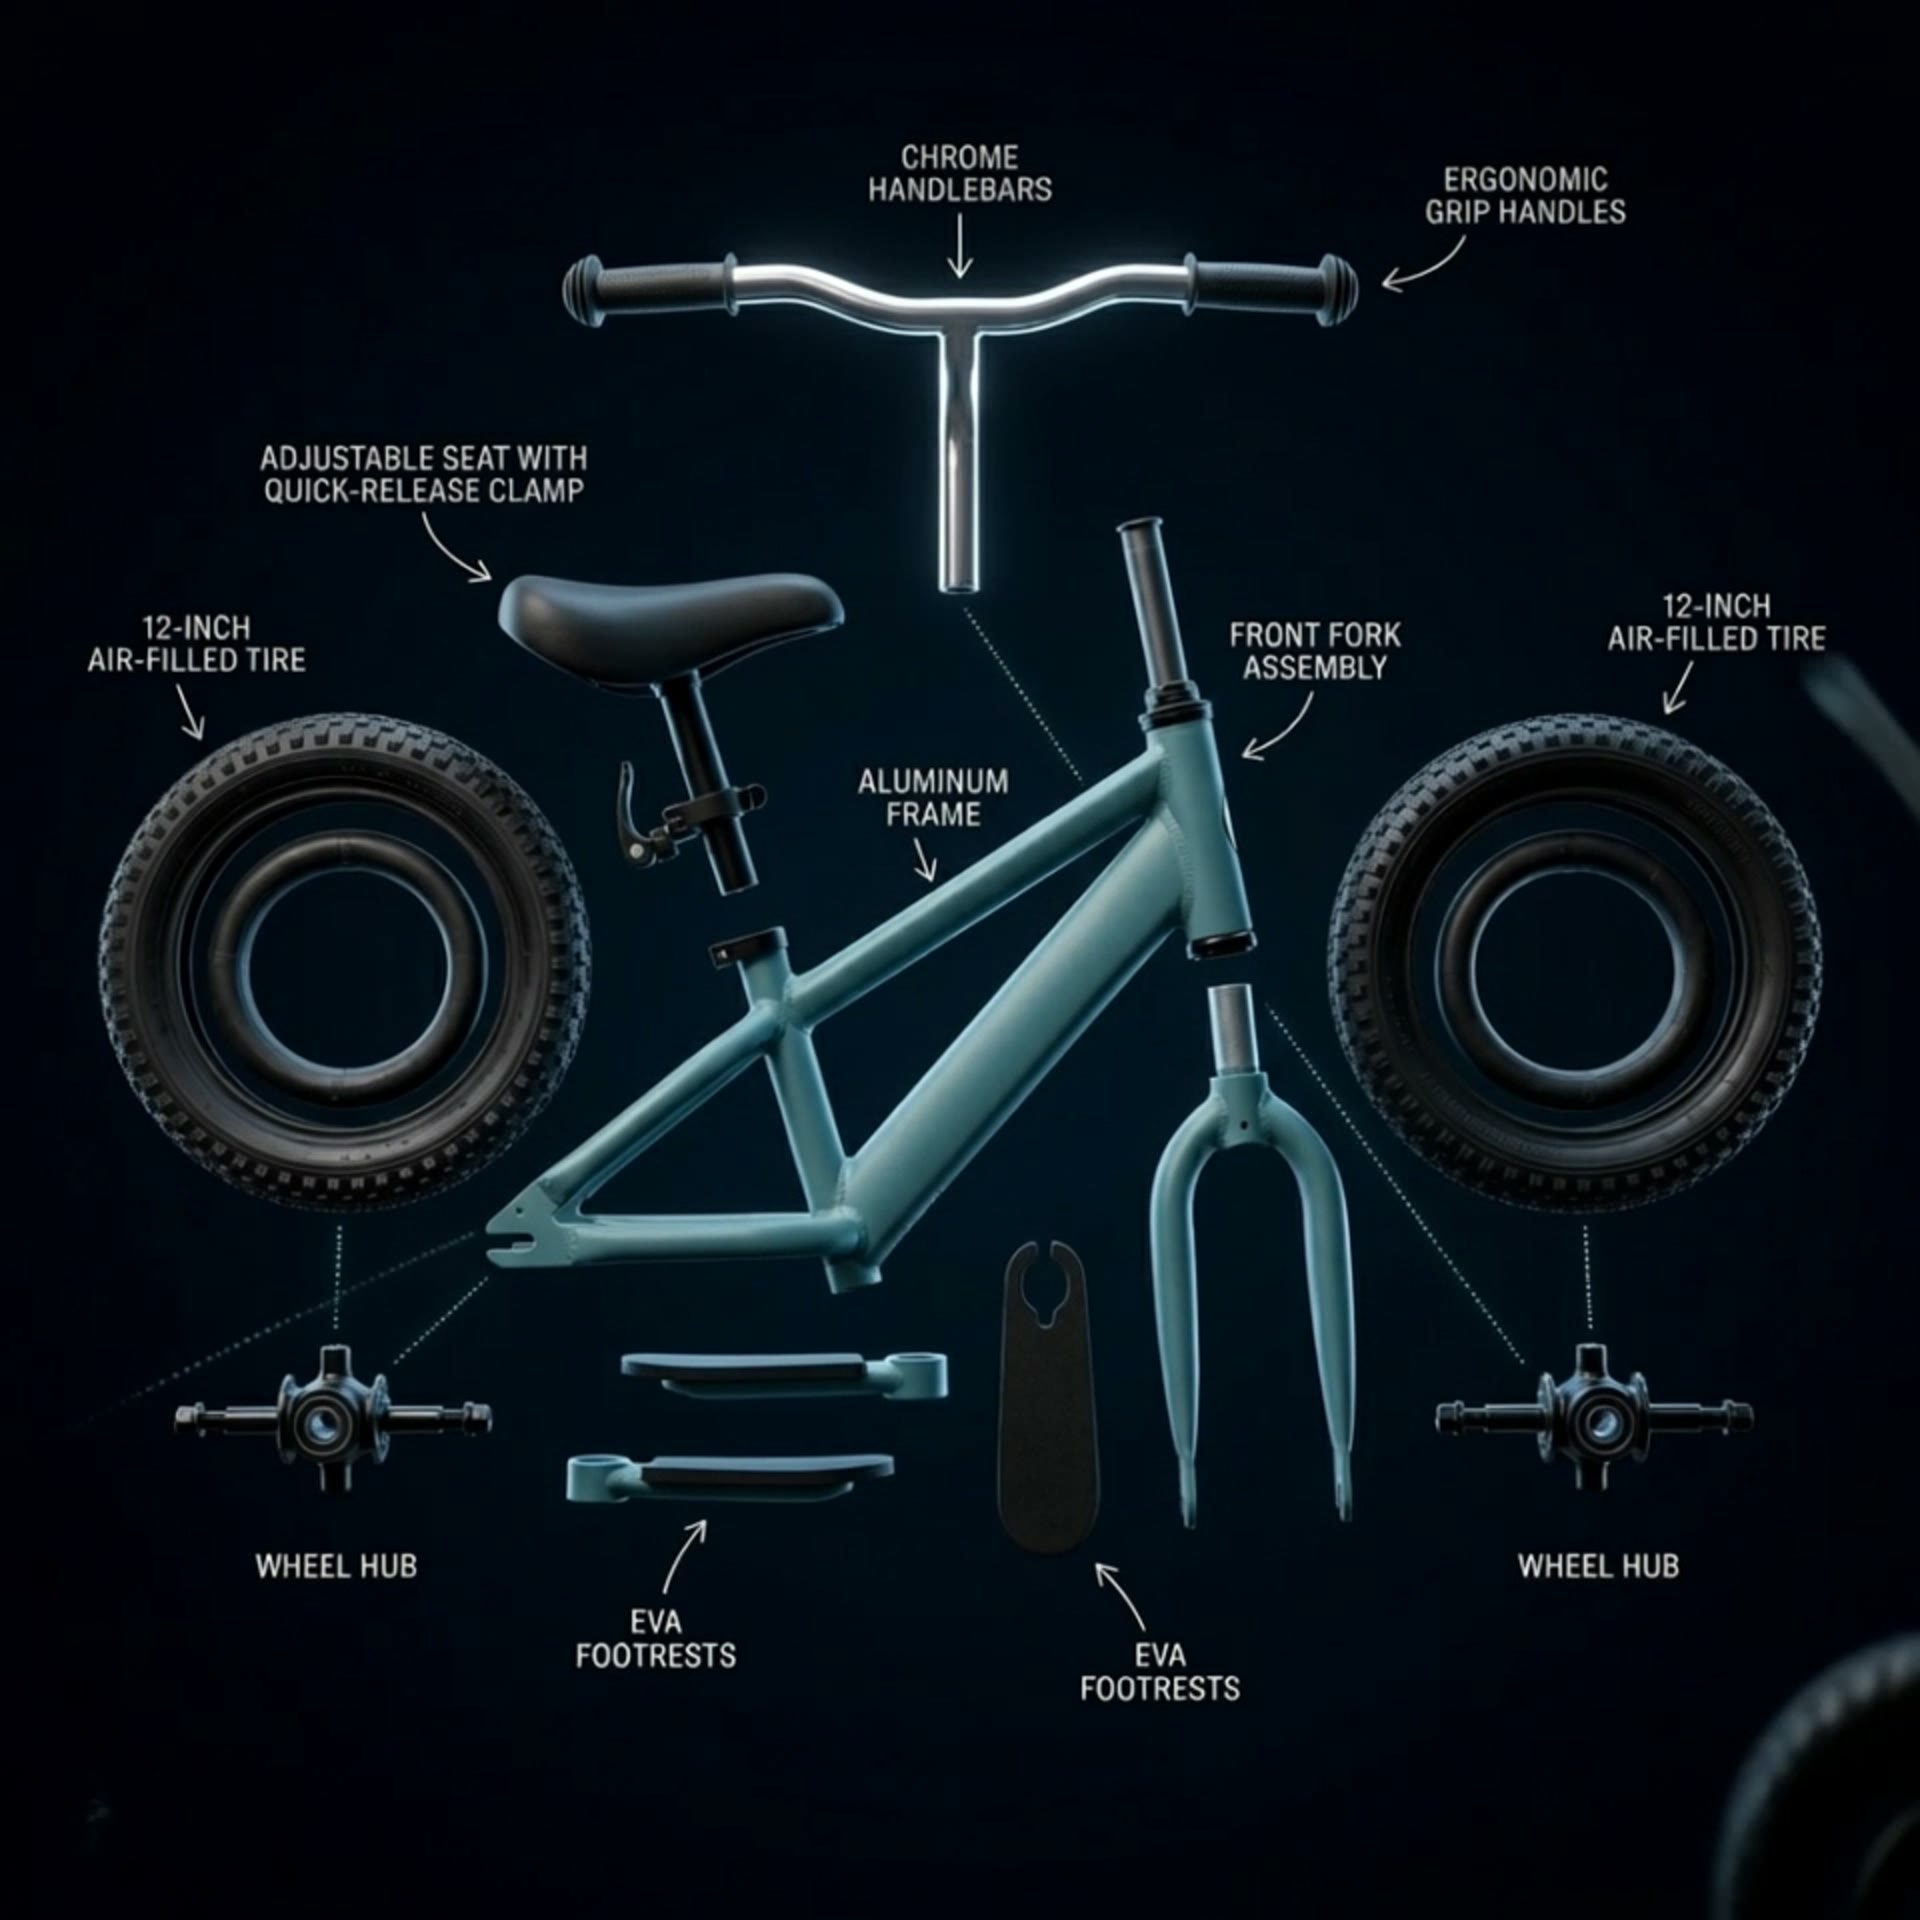 CHROME
HANDLEBARS
ERGONOMIC
GRIP HANDLES
ADJUSTABLE SEAT WITH
QUICK-RELEASE CLAMP
12-INCH
AIR-FILLED TIRE
FRONT FORK
ASSEMBLY
12-INCH
AIR-FILLED TIRE
ALUMINUM
FRAME
WHEEL HUB
EVA
FOOTRESTS
EVA
FOOTRESTS
WHEEL HUB